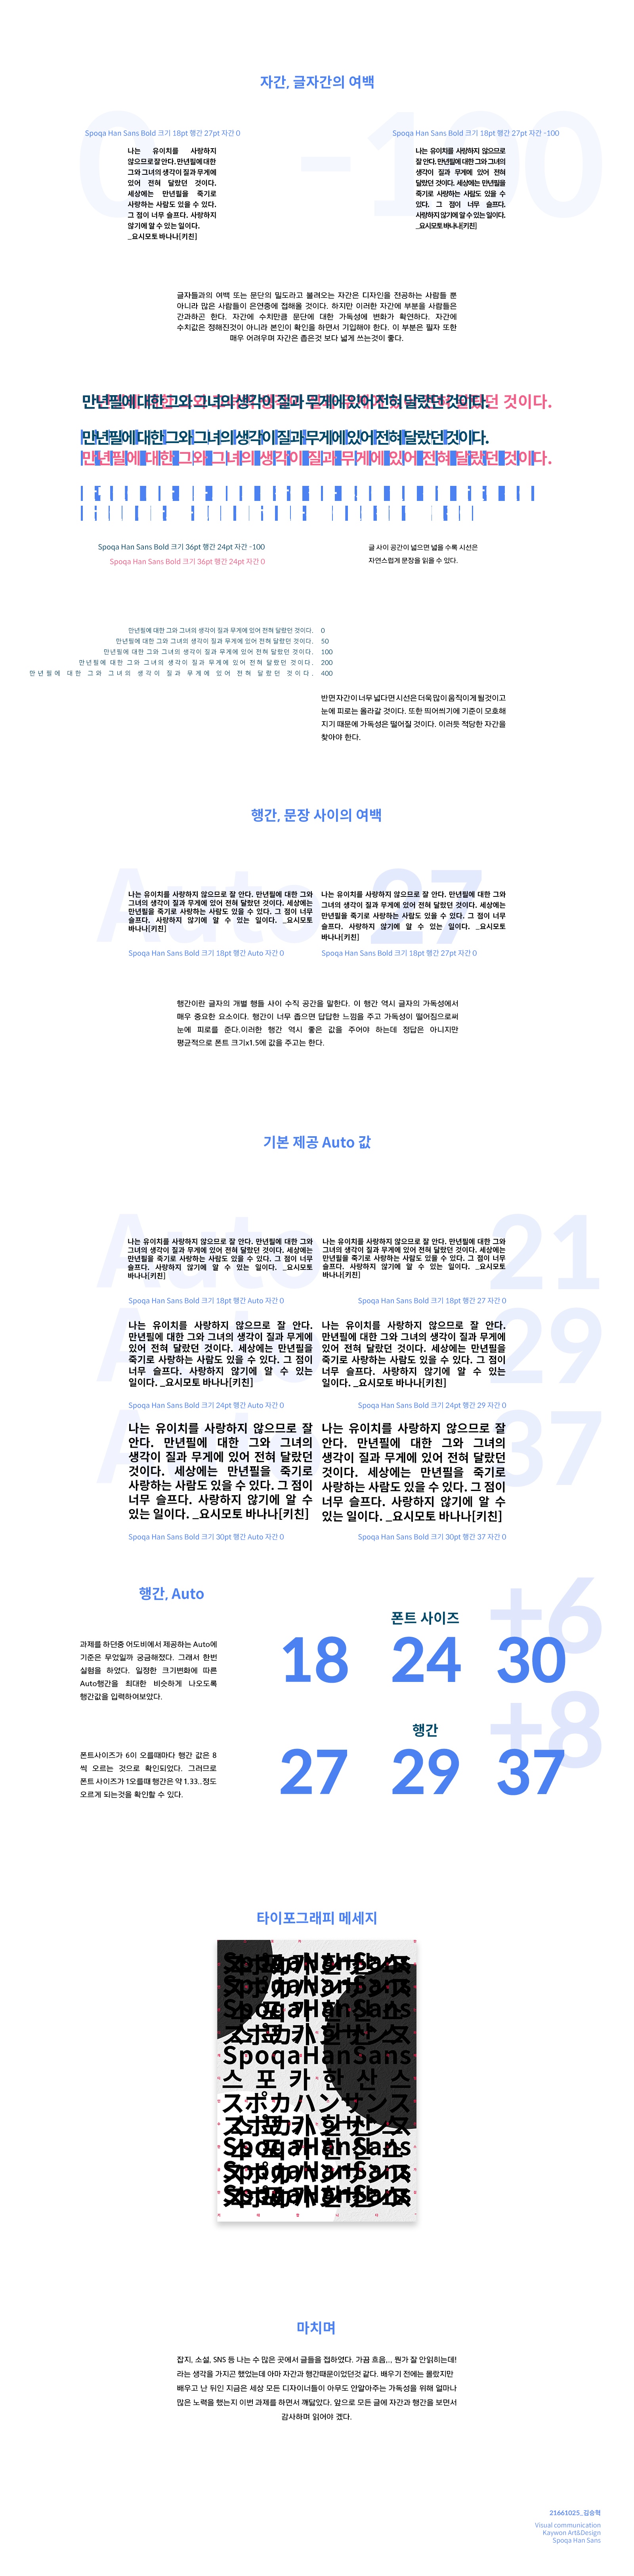 자간, 글자간의 여백
0
-100
Spoqa Han Sans Bold 크기 18pt 행간 27pt 자간 0
나는 유이치를 사랑하지
않으므로 잘 안다. 만년필에 대한
그와 그녀의 생각이 질과 무게에
있어 전혀 달랐던 것이다.
세상에는 만년필을 죽기로
사랑하는 사람도 있을 수 있다.
그 점이 너무 슬프다. 사랑하지
않기에 알 수 있는 일이다.
_요시모토 바나나[키친]
Spoqa Han Sans Bold 크기 18pt 행간 27pt 자간 -100
나는 유이치를 사랑하지 않으므로
잘 안다. 만년필에 대한 그와 그녀의
생각이 질과 무게에 있어 전혀
달랐던 것이다. 세상에는 만년필을
죽기로 사랑하는 사람도 있을 수
있다. 그 점이 너무 슬프다.
사랑하지 않기에 알 수 있는 일이다.
_요시모토 바나나[키친]
글자들과의 여백 또는 문단의 밀도라고 불려오는 자간은 디자인을 전공하는 사람들 뿐
아니라 많은 사람들이 은연중에 접해올 것이다. 하지만 이러한 자간에 부분을 사람들은
간과하곤 한다. 자간에 수치만큼 문단에 대한 가독성에 변화가 확연하다. 자간에
수치값은 정해진것이 아니라 본인이 확인을 하면서 기입해야 한다. 이 부분은 필자 또한
매우 어려우며 자간은 좁은것 보다 넓게 쓰는것이 좋다.
만년필에 대한 그와 그녀의 생각이 질과 무게에 있어 전혀 달랐던 것이다.
만년필에 대한 그와 그녀의 생각이 질과 무게에 있어 전혀 달랐던 것이다.
만년필에 대한 그와 그녀의 생각이 질과 무게에 있어 전혀 달랐던 것이다.
Spoqa Han Sans Bold 크기 36pt 행간 24pt 자간 -100
Spoqa Han Sans Bold 크기 36pt 행간 24pt 자간 0
글 사이 공간이 넓으면 넓을 수록 시선은
자연스럽게 문장을 읽을 수 있다.
만년필에 대한 그와 그녀의 생각이 질과 무게에 있어 전혀 달랐던 것이다. 0
만년필에 대한 그와 그녀의 생각이 질과 무게에 있어 전혀 달랐던 것이다. 50
만년필에 대한 그와 그녀의 생각이 질과 무게에 있어 전혀 달랐던 것이다. 100
만년필에 대한 그와 그녀의 생각이 질과 무게에 있어 전혀 달랐던 것이다. 200
만년필에 대한 그와 그녀의 생각이 질과 무게에 있어 전혀 달랐던 것이다. 400
반면 자간이 너무 넓다면 시선은 더욱 많이 움직이게 될것이고
눈에 피로는 올라갈 것이다. 또한 띄어씌기에 기준이 모호해
지기 때문에 가독성은 떨어질 것이다. 이러듯 적당한 자간을
찾아야 한다.
행간, 문장 사이의 여백
Auto
27
나는 유이치를 사랑하지 않으므로 잘 안다. 만년필에 대한 그와
그녀의 생각이 질과 무게에 있어 전혀 달랐던 것이다. 세상에는
만년필을 죽기로 사랑하는 사람도 있을 수 있다. 그 점이 너무
슬프다. 사랑하지 않기에 알 수 있는 일이다. _요시모토
바나나[키친]
Spoqa Han Sans Bold 크기 18pt 행간 Auto 자간 0
나는 유이치를 사랑하지 않으므로 잘 안다. 만년필에 대한 그와
그녀의 생각이 질과 무게에 있어 전혀 달랐던 것이다. 세상에는
만년필을 죽기로 사랑하는 사람도 있을 수 있다. 그 점이 너무
슬프다. 사랑하지 않기에 알 수 있는 일이다. _요시모토
바나나[키친]
Spoqa Han Sans Bold 크기 18pt 행간 27pt 자간 0
행간이란 글자의 개별 행들 사이 수직 공간을 말한다. 이 행간 역시 글자의 가독성에서
매우 중요한 요소이다. 행간이 너무 좁으면 답답한 느낌을 주고 가독성이 떨어짐으로써
눈에 피로를 준다.이러한 행간 역시 좋은 값을 주어야 하는데 정답은 아니지만
평균적으로 폰트 크기x1.5에 값을 주고는 한다.
기본 제공 Auto 값
Auto
21
나는 유이치를 사랑하지 않으므로 잘 안다. 만년필에 대한 그와
그녀의 생각이 질과 무게에 있어 전혀 달랐던 것이다. 세상에는
만년필을 죽기로 사랑하는 사람도 있을 수 있다. 그 점이 너무
슬프다. 사랑하지 않기에 알 수 있는 일이다. _요시모토
바나나[키친]
Spoqa Han Sans Bold 크기 18pt 행간 Auto 자간 0
나는 유이치를 사랑하지 않으므로 잘 안다. 만년필에 대한 그와
그녀의 생각이 질과 무게에 있어 전혀 달랐던 것이다. 세상에는
만년필을 죽기로 사랑하는 사람도 있을 수 있다. 그 점이 너무
슬프다. 사랑하지 않기에 알 수 있는 일이다. _요시모토
바나나[키친]
Spoqa Han Sans Bold 크기 18pt 행간 27 자간 0
Auto
29
나는 유이치를 사랑하지 않으므로 잘 안다.
만년필에 대한 그와 그녀의 생각이 질과 무게에
있어 전혀 달랐던 것이다. 세상에는 만년필을
죽기로 사랑하는 사람도 있을 수 있다. 그 점이
너무 슬프다. 사랑하지 않기에 알 수 있는
일이다. _요시모토 바나나[키친]
Spoqa Han Sans Bold 크기 24pt 행간 Auto 자간 0
나는 유이치를 사랑하지 않으므로 잘 안다.
만년필에 대한 그와 그녀의 생각이 질과 무게에
있어 전혀 달랐던 것이다. 세상에는 만년필을
죽기로 사랑하는 사람도 있을 수 있다. 그 점이
너무 슬프다. 사랑하지 않기에 알 수 있는
일이다. _요시모토 바나나[키친]
Spoqa Han Sans Bold 크기 24pt 행간 29 자간 0
Auto
37
나는 유이치를 사랑하지 않으므로 잘
안다. 만년필에 대한 그와 그녀의
생각이 질과 무게에 있어 전혀 달랐던
것이다. 세상에는 만년필을 죽기로
사랑하는 사람도 있을 수 있다. 그 점이
너무 슬프다. 사랑하지 않기에 알 수
있는 일이다. _요시모토 바나나[키친]
Spoqa Han Sans Bold 크기 30pt 행간 Auto 자간 0
나는 유이치를 사랑하지 않으므로 잘
안다. 만년필에 대한 그와 그녀의
생각이 질과 무게에 있어 전혀 달랐던
것이다. 세상에는 만년필을 죽기로
사랑하는 사람도 있을 수 있다. 그 점이
너무 슬프다. 사랑하지 않기에 알 수
있는 일이다. _요시모토 바나나[키친]
Spoqa Han Sans Bold 크기 30pt 행간 37 자간 0
행간, Auto
과제를 하던중 어도비에서 제공하는 Auto에
기준은 무엇일까 궁금해졌다. 그래서 한번
실험을 하였다. 일정한 크기변화에 따른
Auto행간을 최대한 비슷하게 나오도록
행간값을 입력하여보았다.
폰트사이즈가 6이 오를때마다 행간 값은 8
씩 오르는 것으로 확인되었다. 그러므로
폰트 사이즈가 1오를때 행간은 약 1.33..정도
오르게 되는것을 확인할 수 있다.
+6
폰트 사이즈
18 24 30
+8
행간
27 29 37
타이포그래피 메세지
SpoqaHanSans
SpoqaHanSans
SpoqaHanSans
スポカハンサンス
SpoqaHanSans
스포카한산스
スポカハンサンス
SpoqaHanSans
SpoqaHanSans
SpoqaHanSans
마치며
잡지, 소설, SNS 등 나는 수 많은 곳에서 글들을 접하였다. 가끔 흐음,,, 뭔가 잘 안읽히는데!
라는 생각을 가지곤 했었는데 아마 자간과 행간때문이었던것 같다. 배우기 전에는 몰랐지만
배우고 난 뒤인 지금은 세상 모든 디자이너들이 아무도 안알아주는 가독성을 위해 얼마나
많은 노력을 했는지 이번 과제를 하면서 꺠닳았다. 앞으로 모든 글에 자간과 행간을 보면서
감사하며 읽어야 겠다.
21661025_김승혁
Visual communication
Kaywon Art&Design
Spoqa Han Sans